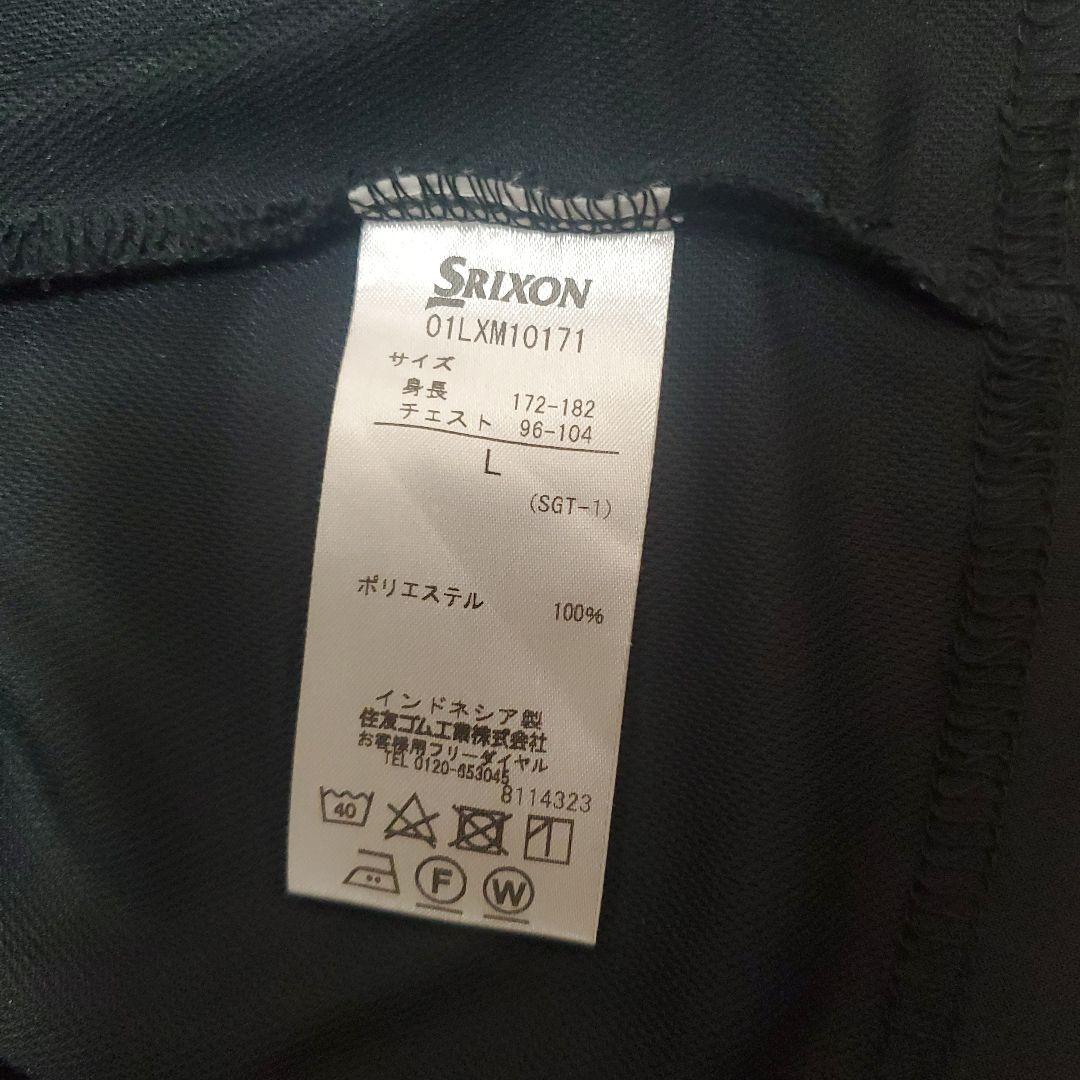 SRIXON
01LXM10171
サイズ
身長 172-182
チェスト 96-104
L
(SGT-1)
ポリエステル 100%
インドネシア製
住友ゴム工業株式会社
お客様用フリーダイヤル
TEL 0120-653045
8114323
40
F
W